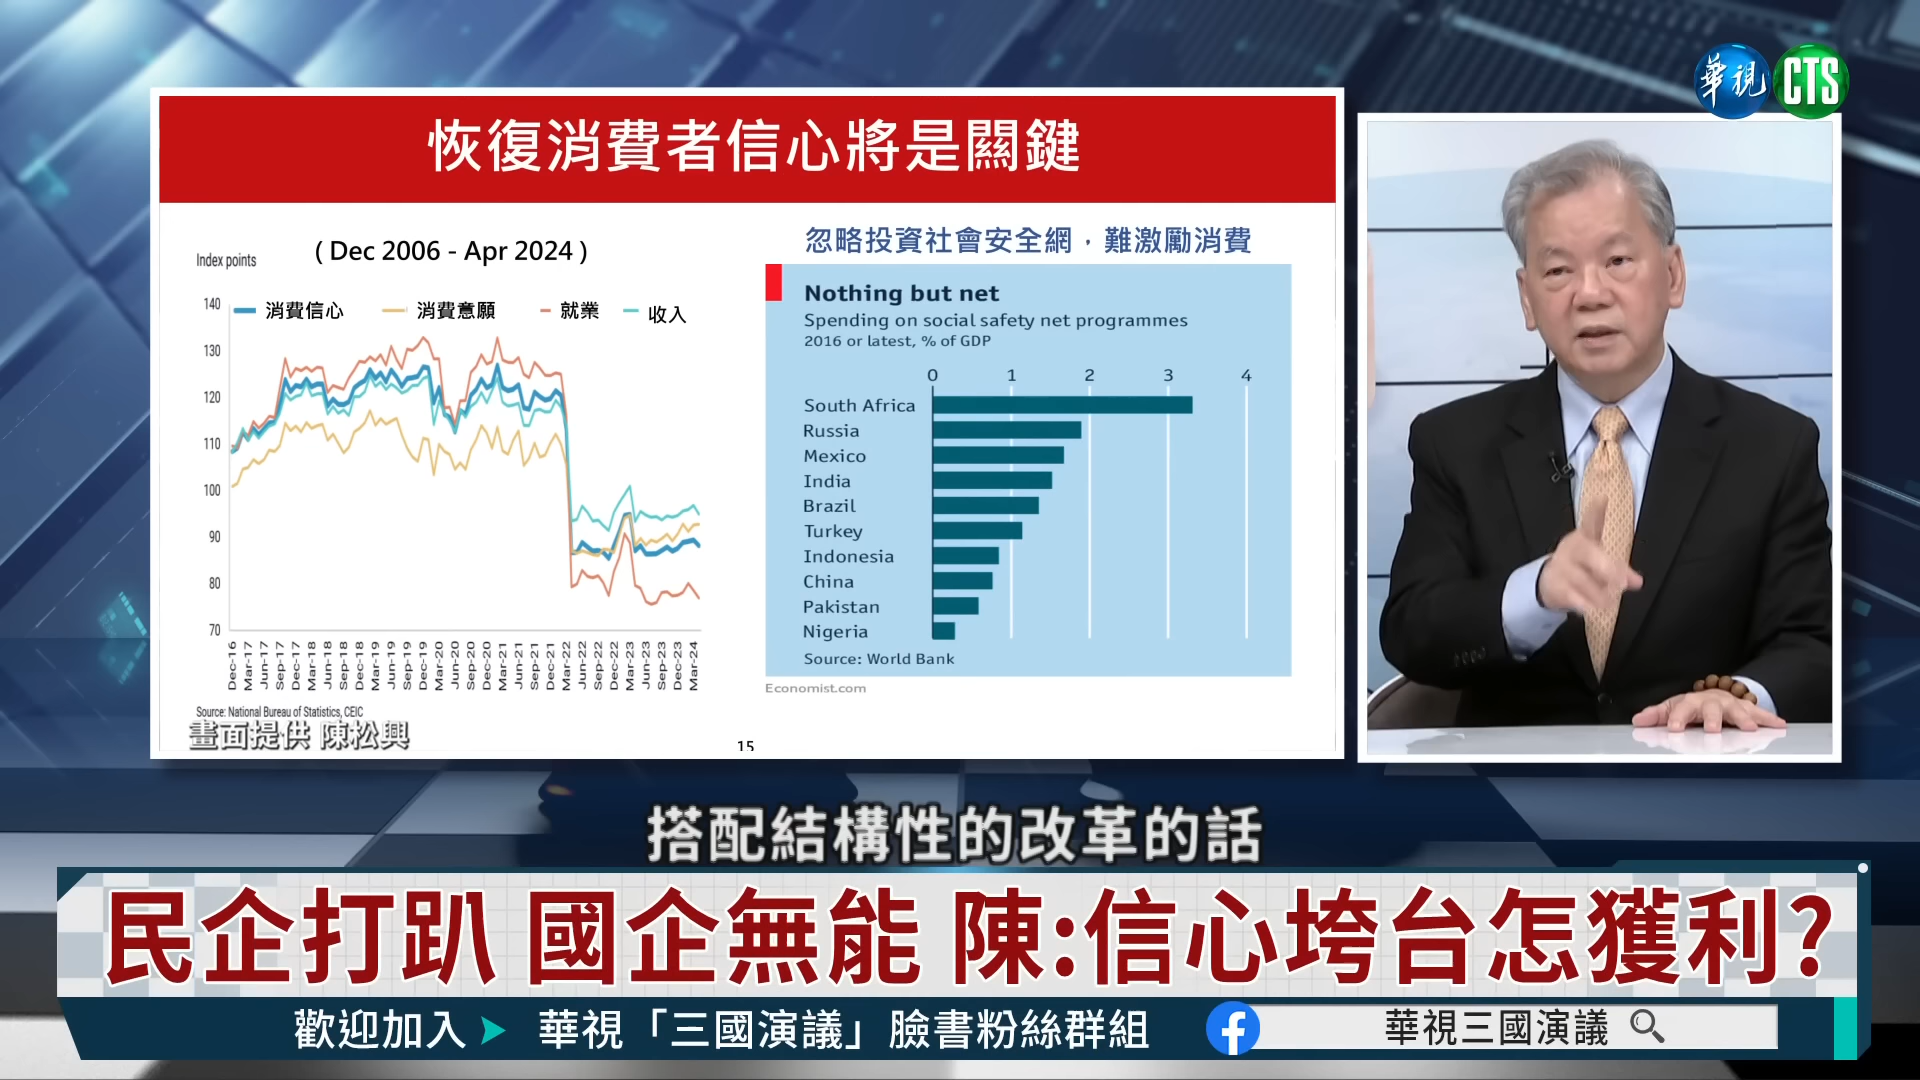 華視 CTS
恢復消費者信心將是關鍵
Index points
( Dec 2006 - Apr 2024 )
消費信心 消費意願 就業 收入
140
130
120
110
100
90
80
70
Dec-16 Mar-17 Jun-17 Sep-17 Dec-17 Mar-18 Jun-18 Sep-18 Dec-18 Mar-19 Jun-19 Sep-19 Dec-19 Mar-20 Jun-20 Sep-20 Dec-20 Mar-21 Jun-21 Sep-21 Dec-21 Mar-22 Jun-22 Sep-22 Dec-22 Mar-23 Jun-23 Sep-23 Dec-23 Mar-24
Source: National Bureau of Statistics, CEIC
畫面提供 陳松興
忽略投資社會安全網，難激勵消費
Nothing but net
Spending on social safety net programmes
2016 or latest, % of GDP
0 1 2 3 4
South Africa
Russia
Mexico
India
Brazil
Turkey
Indonesia
China
Pakistan
Nigeria
Source: World Bank
Economist.com
15
搭配結構性的改革的話
民企打趴 國企無能 陳:信心垮台怎獲利?
歡迎加入 華視「三國演議」臉書粉絲群組 華視三國演議